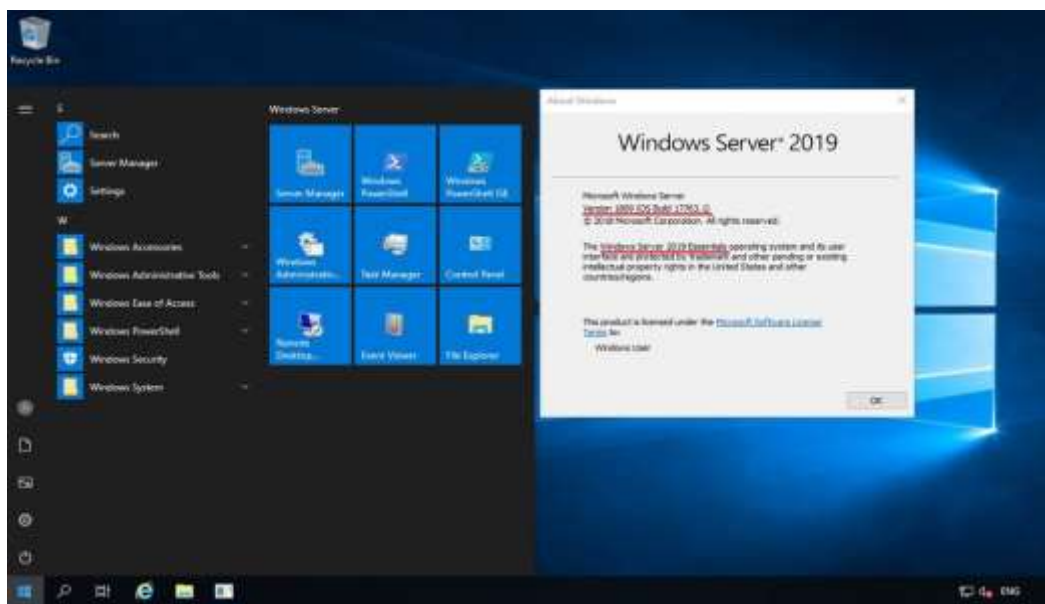 Recycle Bin
S
Search
Server Manager
Settings
W
Windows Accessories
Windows Administrative Tools
Windows Ease of Access
Windows PowerShell
Windows Security
Windows System
Windows Server
Server Manager
Windows PowerShell
Windows PowerShell ISE
Windows Administrativ...
Task Manager
Control Panel
Remote Desktop...
Event Viewer
File Explorer
About Windows
Windows Server® 2019
Microsoft Windows Server
Version 1809 (OS Build 17763.1)
© 2018 Microsoft Corporation. All rights reserved.
The Windows Server 2019 Essentials operating system and its user
interface are protected by trademark and other pending or existing
intellectual property rights in the United States and other
countries/regions.
This product is licensed under the Microsoft Software License
Terms to:
Windows User
OK
ENG